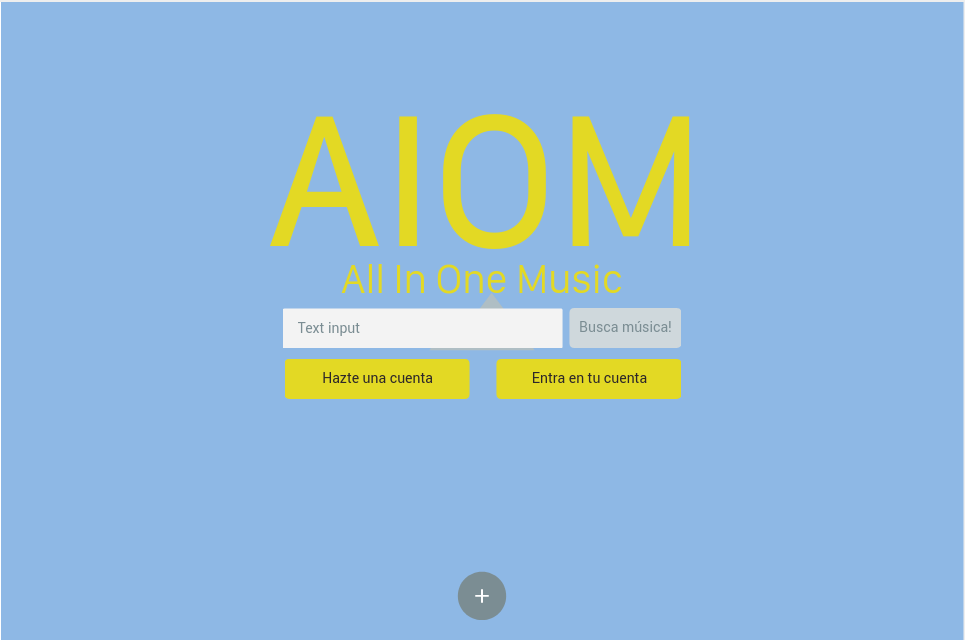 AIOM
All In One Music
Text input
Busca música!
Hazte una cuenta
Entra en tu cuenta
+